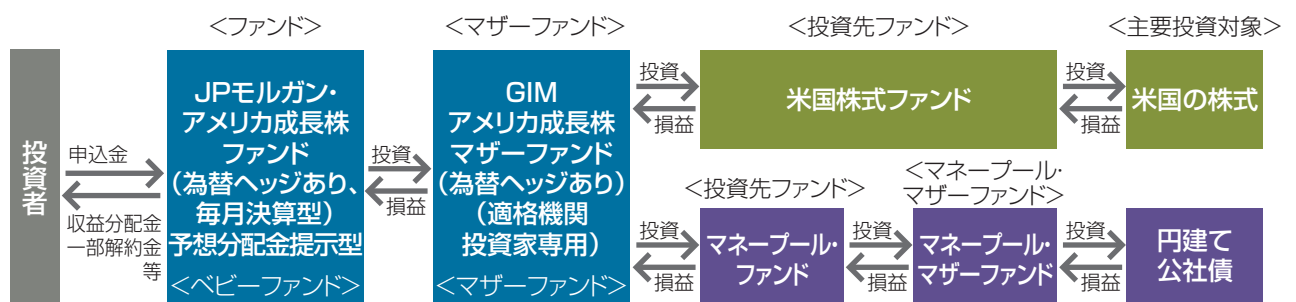 投資者
申込金
収益分配金
一部解約金
等
＜ファンド＞
JPモルガン・
アメリカ成長株
ファンド
(為替ヘッジあり、
毎月決算型)
予想分配金提示型
＜ベビーファンド＞
投資
損益
＜マザーファンド＞
GIM
アメリカ成長株
マザーファンド
(為替ヘッジあり)
(適格機関
投資家専用)
＜マザーファンド＞
投資
損益
＜投資先ファンド＞
米国株式ファンド
投資
損益
＜主要投資対象＞
米国の株式
投資
損益
＜投資先ファンド＞
マネープール・
ファンド
投資
損益
＜マネープール・
マザーファンド＞
マネープール・
マザーファンド
投資
損益
円建て
公社債